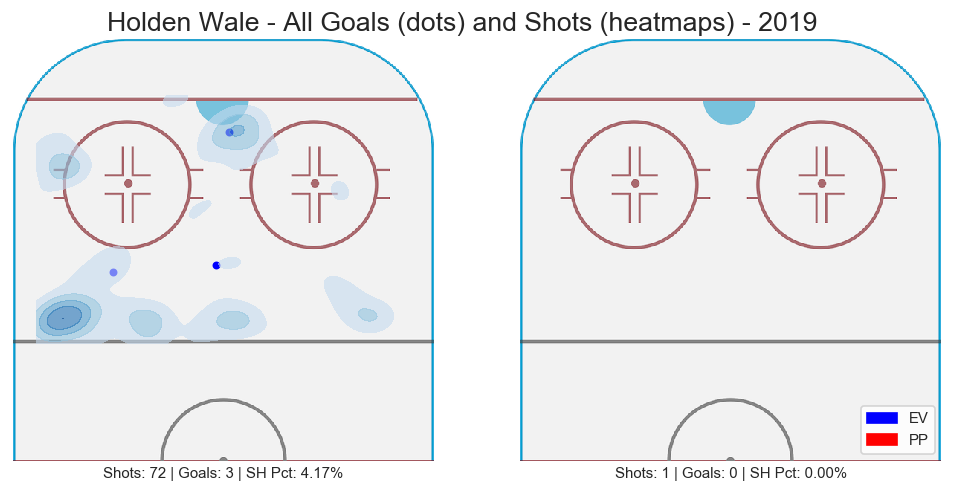 Holden Wale - All Goals (dots) and Shots (heatmaps) - 2019
EV
PP
Shots: 72 | Goals: 3 | SH Pct: 4.17%
Shots: 1 | Goals: 0 | SH Pct: 0.00%